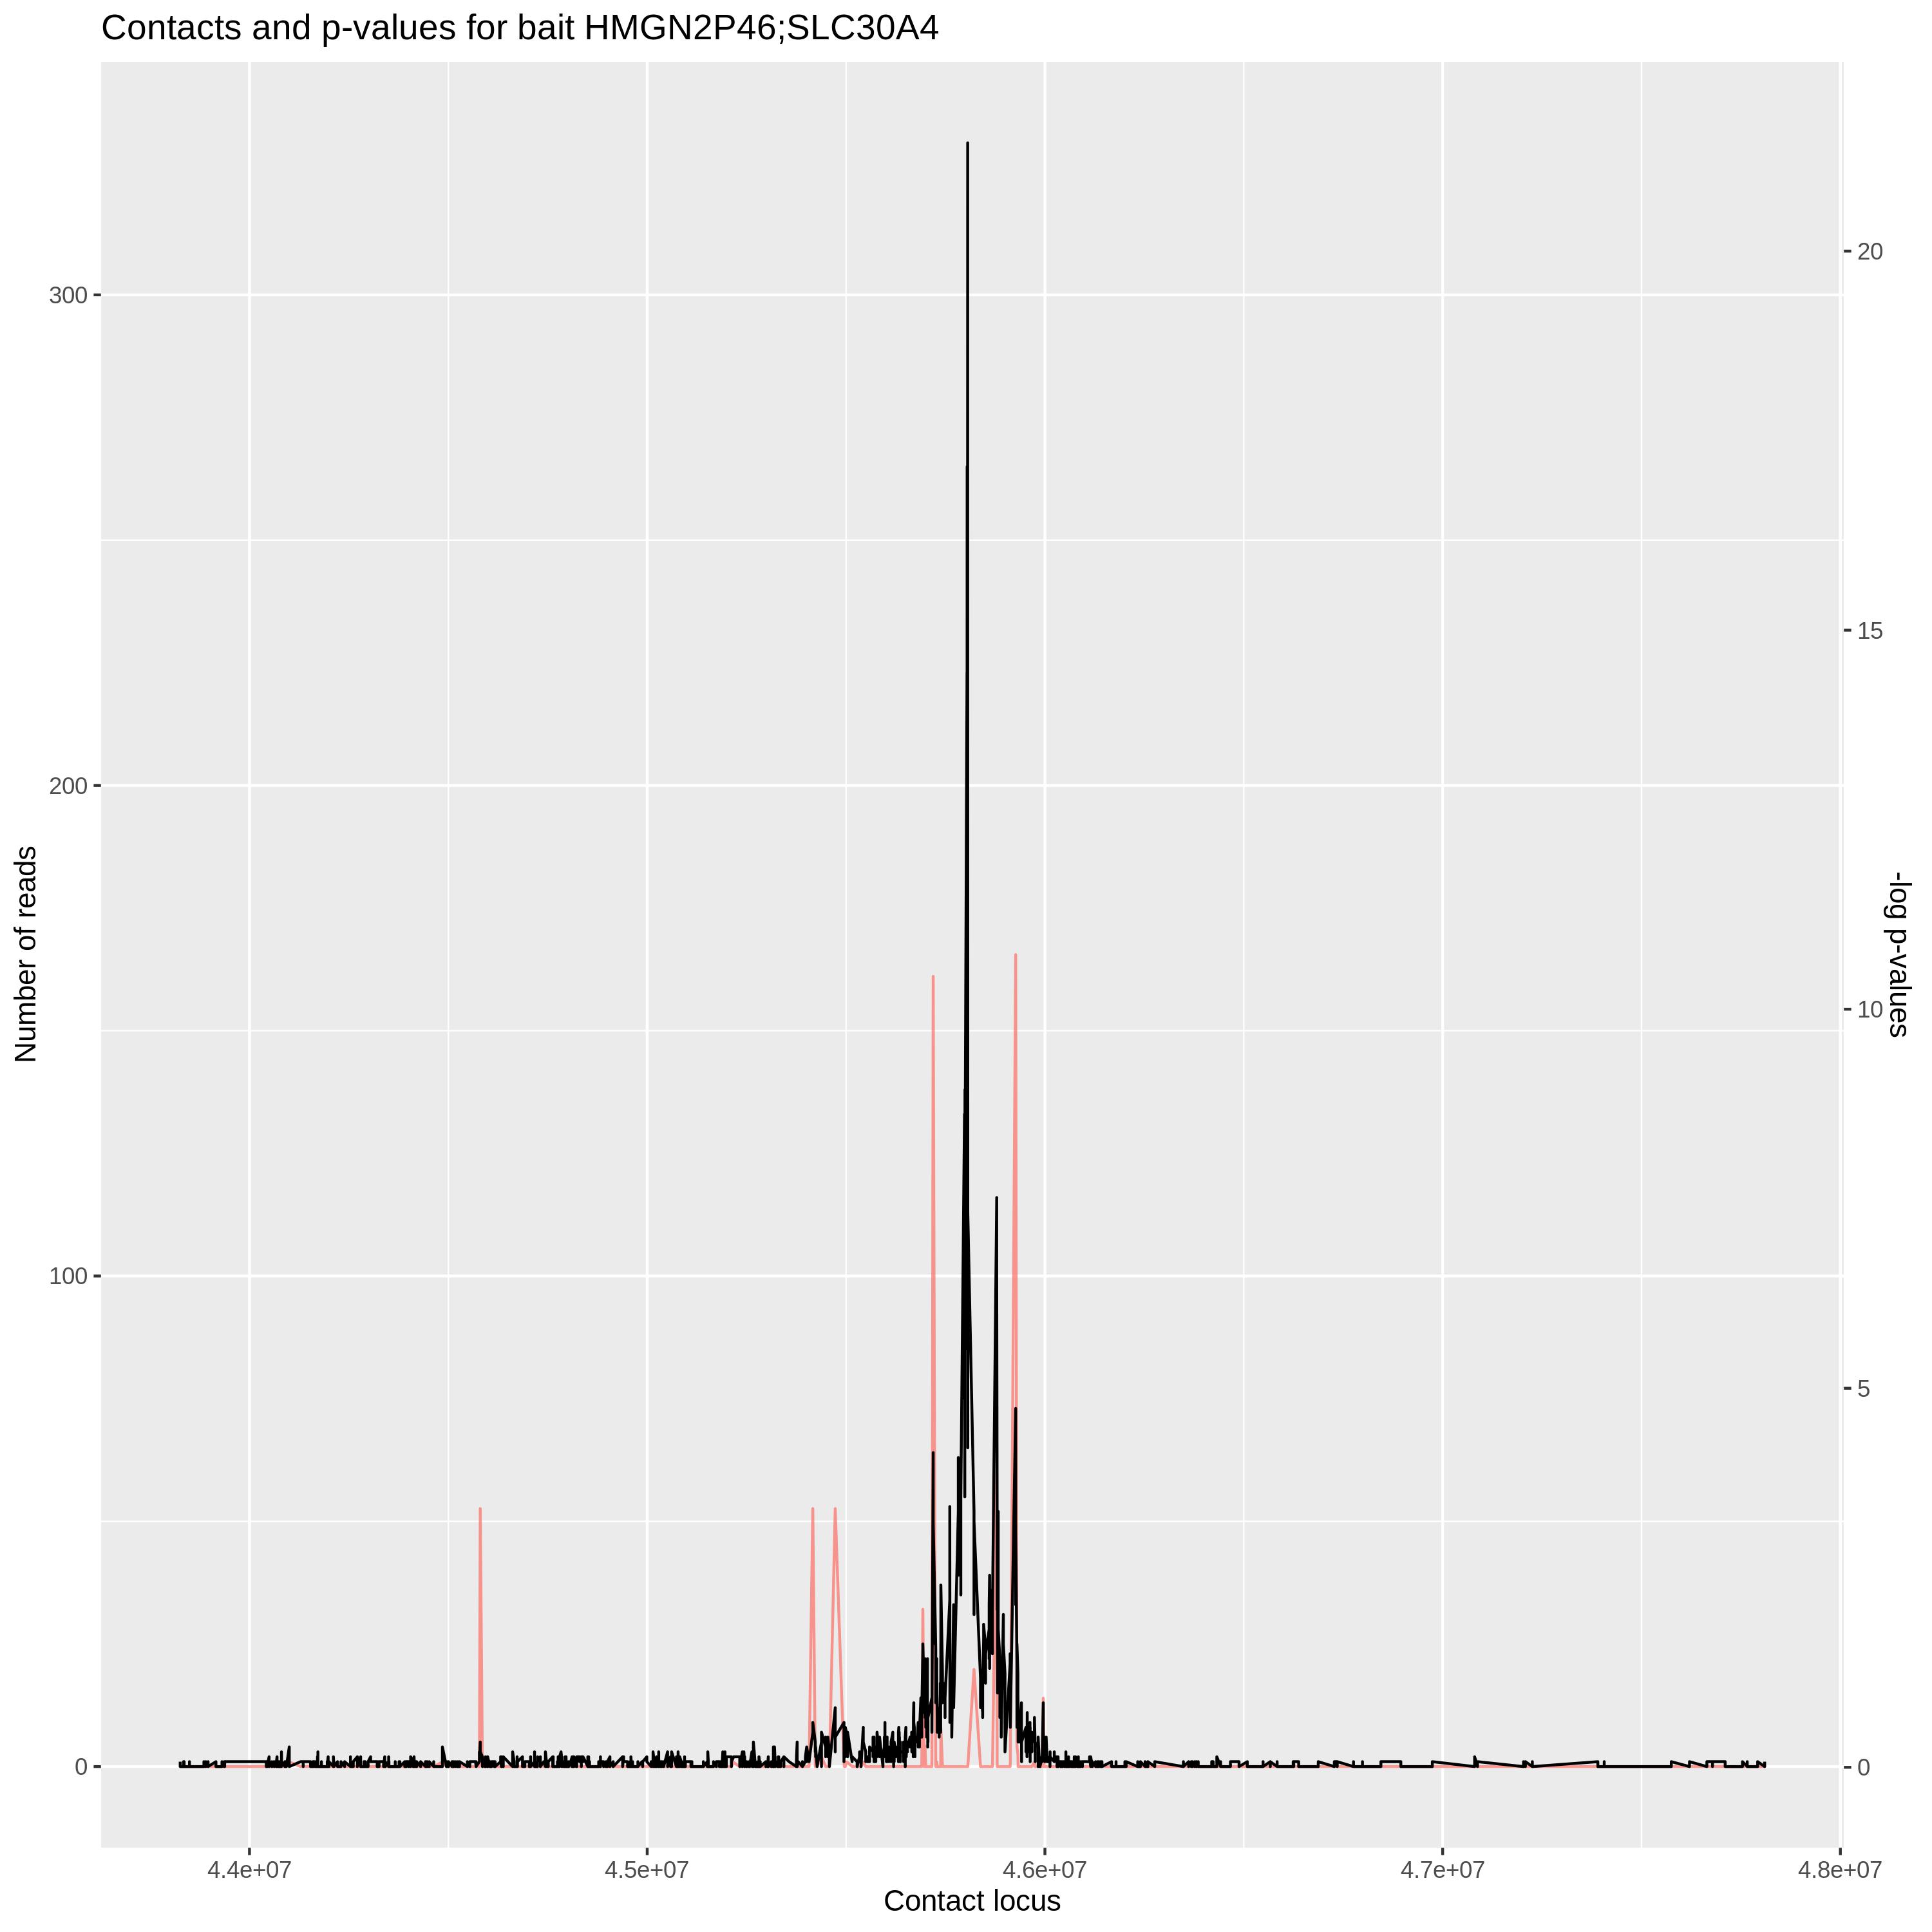 Contacts and p-values for bait HMGN2P46;SLC30A4
300
200
100
0
Number of reads
20
15
10
5
0
-log p-values
4.4e+07
4.5e+07
4.6e+07
4.7e+07
4.8e+07
Contact locus